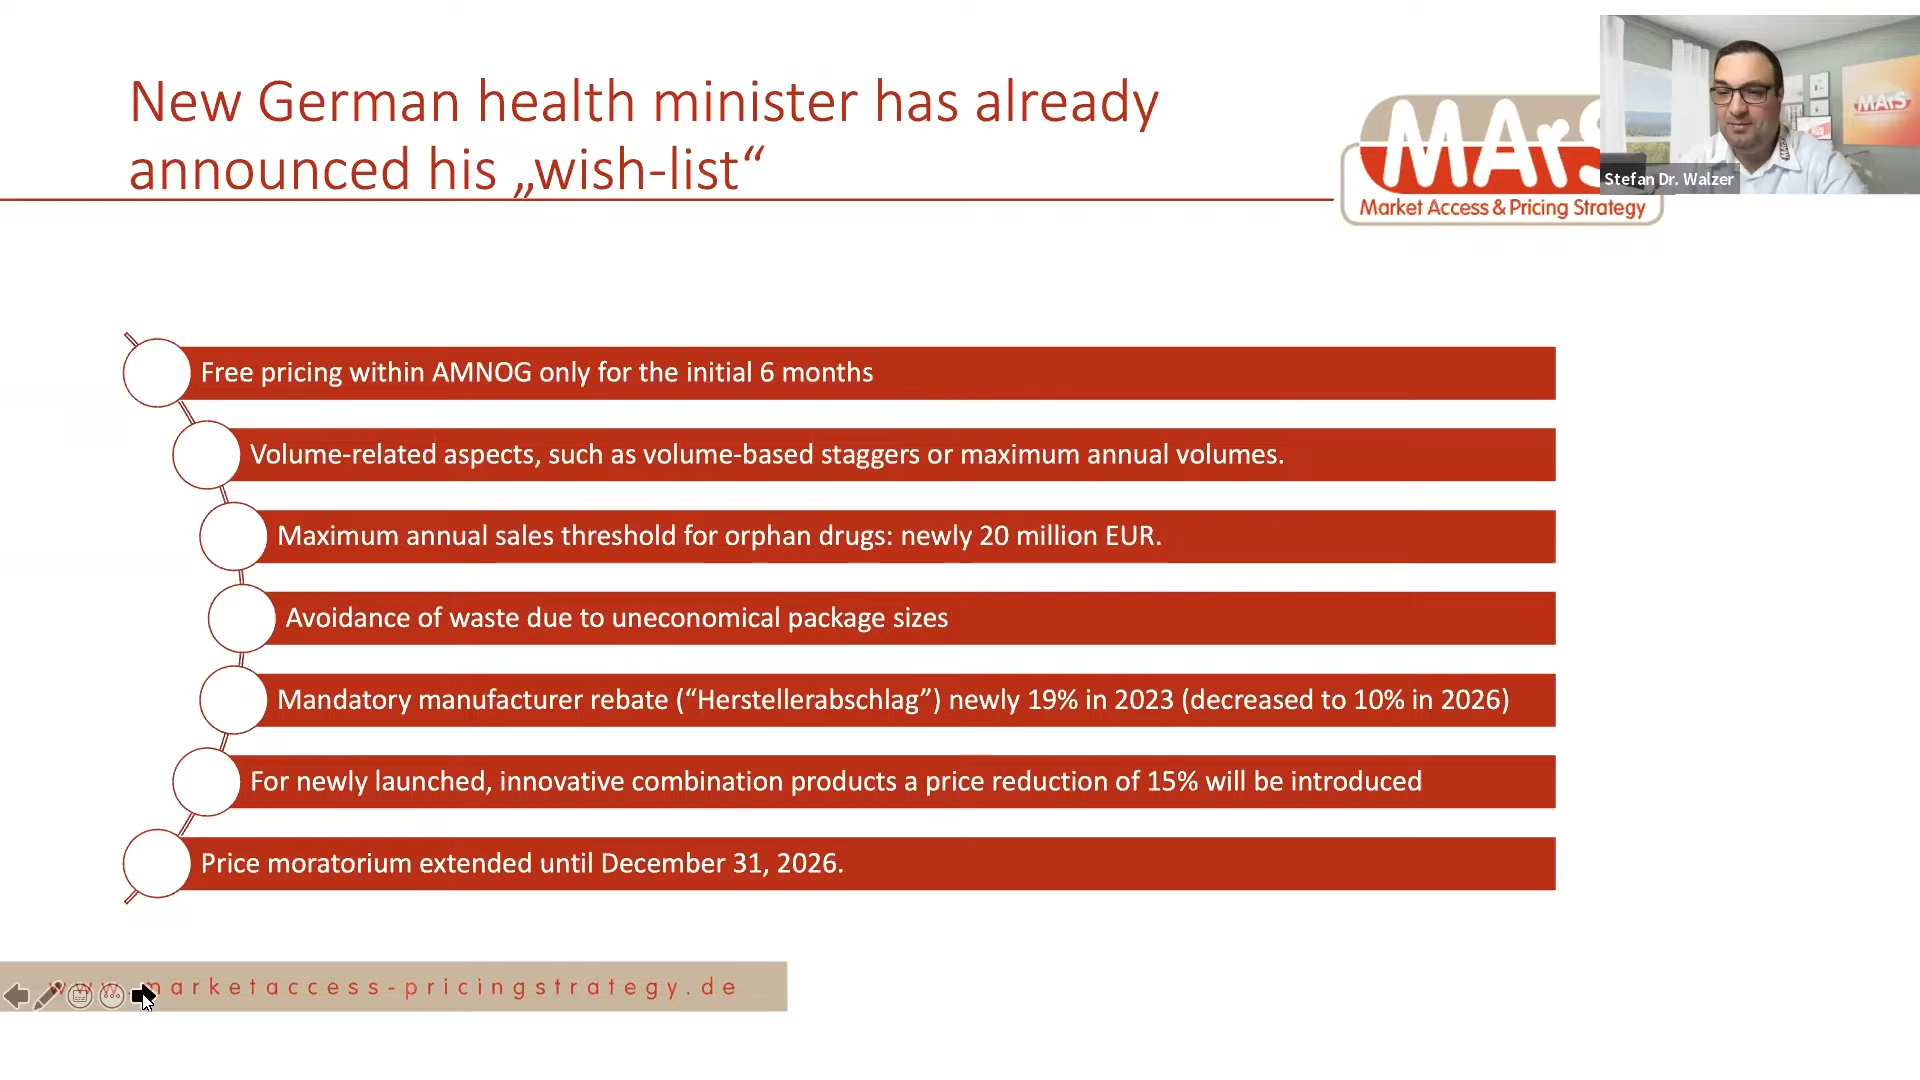 New German health minister has already
announced his „wish-list“
MArS
Market Access & Pricing Strategy
MArS
Stefan Dr. Walzer
Free pricing within AMNOG only for the initial 6 months
Volume-related aspects, such as volume-based staggers or maximum annual volumes.
Maximum annual sales threshold for orphan drugs: newly 20 million EUR.
Avoidance of waste due to uneconomical package sizes
Mandatory manufacturer rebate (“Herstellerabschlag”) newly 19% in 2023 (decreased to 10% in 2026)
For newly launched, innovative combination products a price reduction of 15% will be introduced
Price moratorium extended until December 31, 2026.
www.marketaccess-pricingstrategy.de